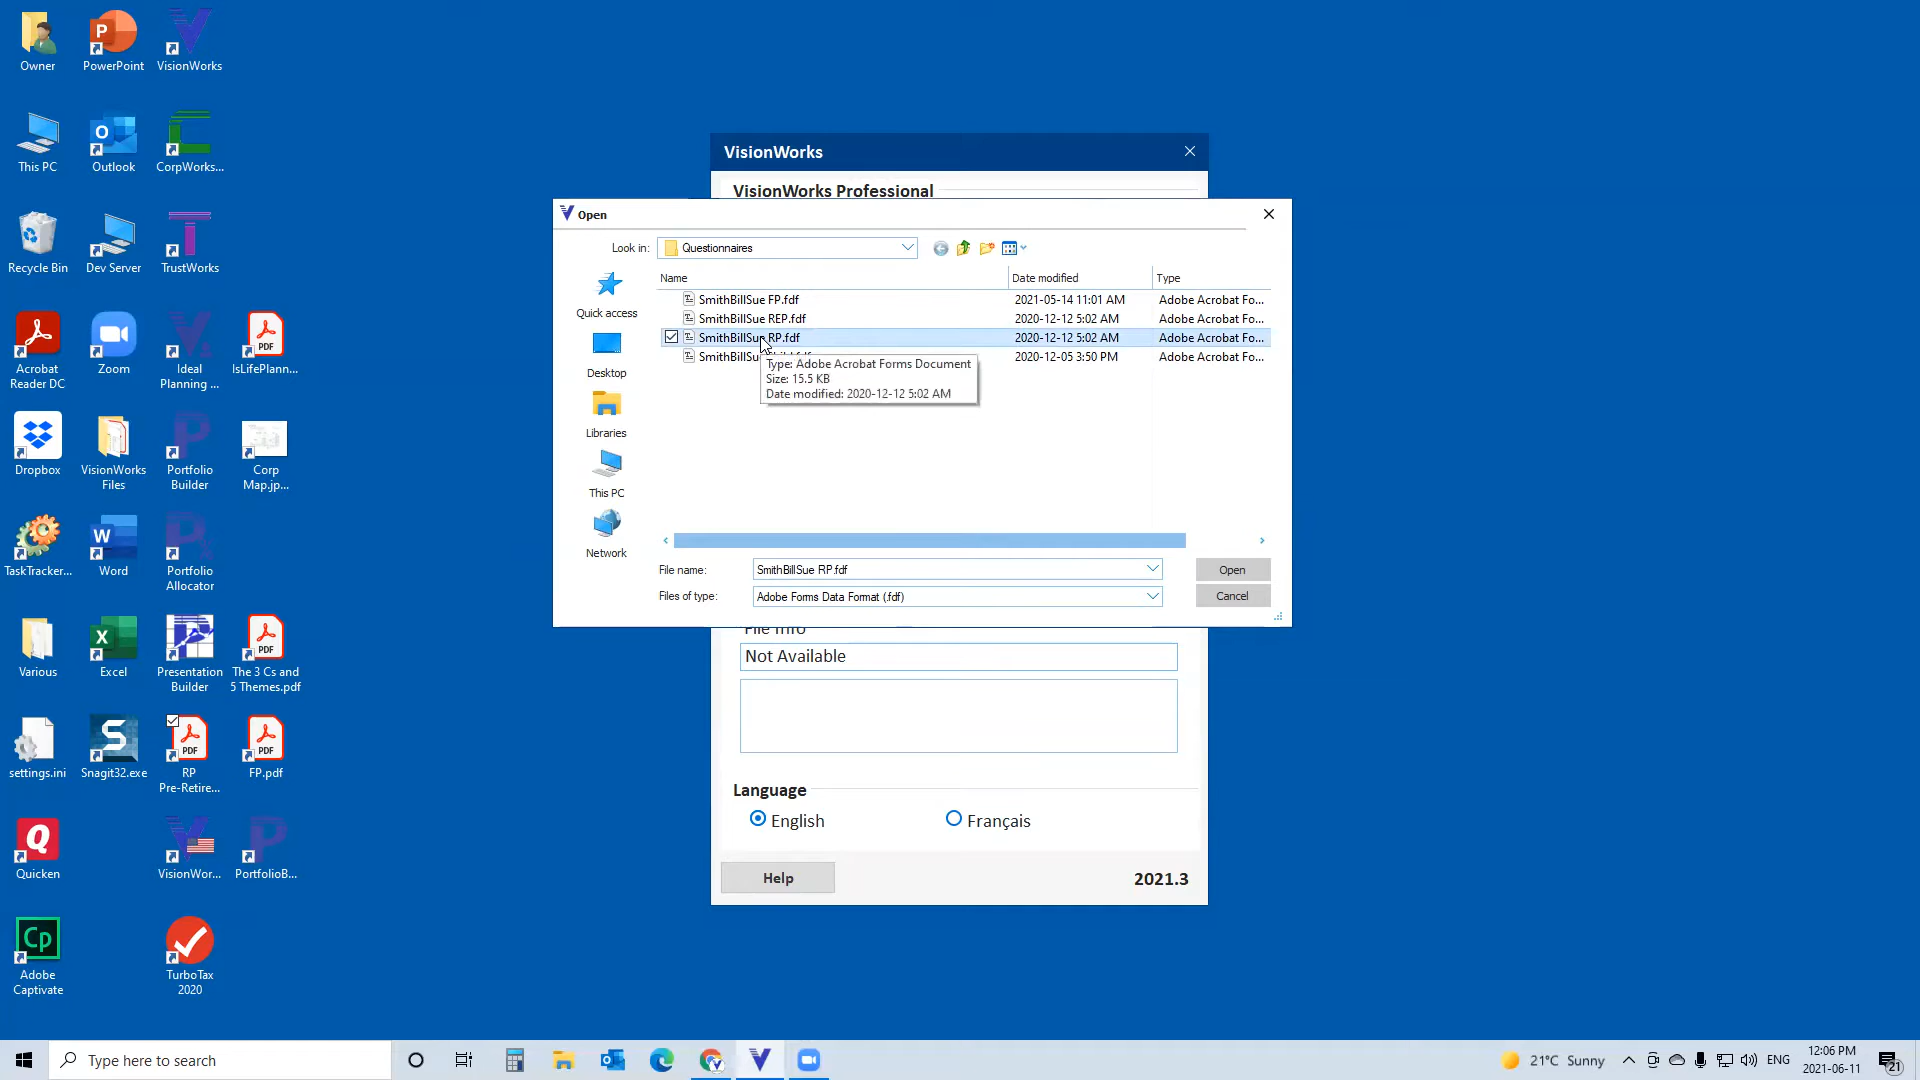 Owner
PowerPoint
VisionWorks
This PC
Outlook
CorpWorks...
Recycle Bin
Dev Server
TrustWorks
Acrobat
Reader DC
Zoom
Ideal
Planning ...
IsLifePlann...
Dropbox
VisionWorks
Files
Portfolio
Builder
Corp
Map.jp...
TaskTracker...
Word
Portfolio
Allocator
Various
Excel
Presentation
Builder
The 3 Cs and
5 Themes.pdf
settings.ini
Snagit32.exe
RP
Pre-Retire...
FP.pdf
Quicken
VisionWor...
PortfolioB...
Adobe
Captivate
TurboTax
2020
VisionWorks
VisionWorks Professional
Open
Look in:
Questionnaires
Quick access
Desktop
Libraries
This PC
Network
Name
Date modified
Type
SmithBillSue FP.fdf
2021-05-14 11:01 AM
Adobe Acrobat Fo...
SmithBillSue REP.fdf
2020-12-12 5:02 AM
Adobe Acrobat Fo...
SmithBillSue RP.fdf
2020-12-12 5:02 AM
Adobe Acrobat Fo...
SmithBillSue
2020-12-05 3:50 PM
Adobe Acrobat Fo...
Type: Adobe Acrobat Forms Document
Size: 15.5 KB
Date modified: 2020-12-12 5:02 AM
File name:
SmithBillSue RP.fdf
Open
Files of type:
Adobe Forms Data Format (.fdf)
Cancel
File Info
Not Available
Language
English
Français
Help
2021.3
Type here to search
21°C Sunny
ENG
12:06 PM
2021-06-11
21